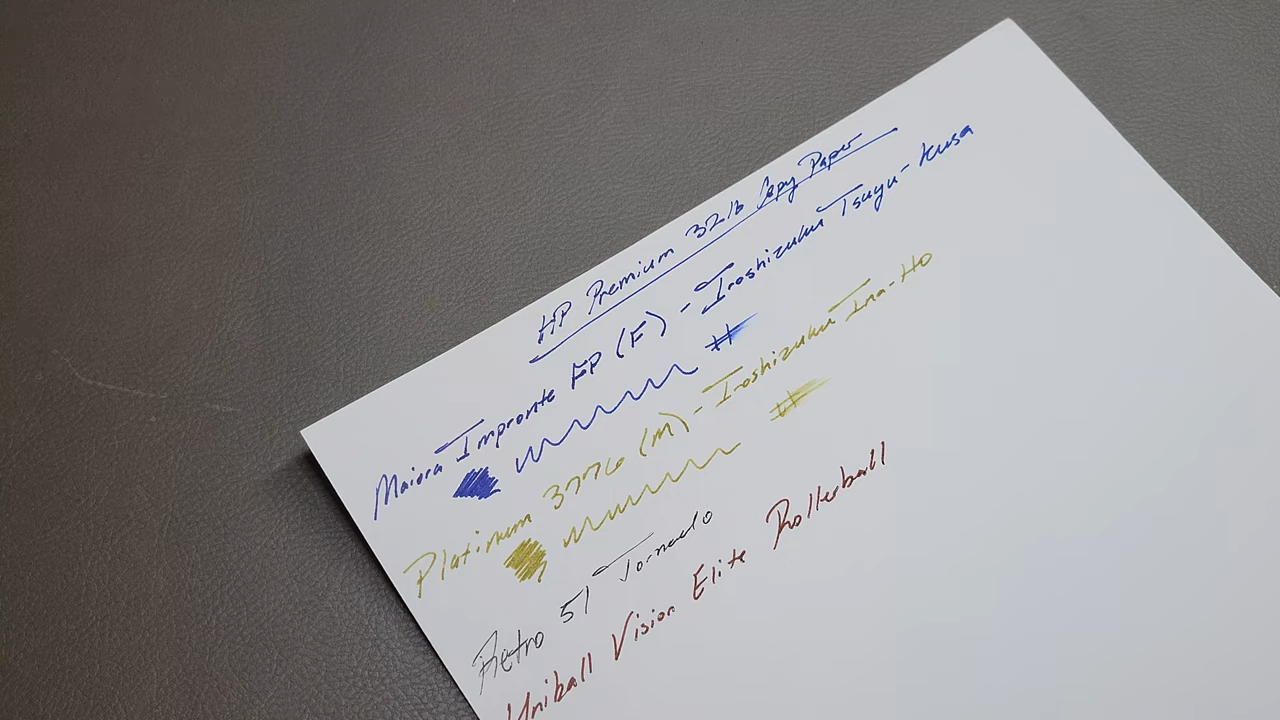 HP Premium 32lb Copy Paper
Maiora Impronte FP (F) - Iroshizuku Tsuyu-kusa
#
Platinum 3776 (M) - Iroshizuku Ina-Ho
#
Retro 51 Tornado
Uniball Vision Elite Rollerball